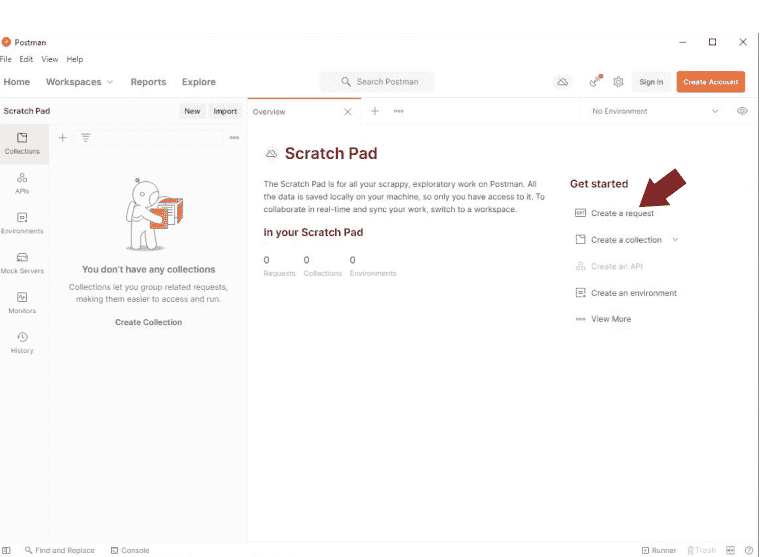 Postman
File Edit View Help
Home Workspaces Reports Explore
Search Postman
Sign In
Create Account
Scratch Pad
New
Import
Overview
No Environment
Collections
APIs
Environments
Mock Servers
Monitors
History
You don't have any collections
Collections let you group related requests,
making them easier to access and run.
Create Collection
Scratch Pad
The Scratch Pad is for all your scrappy, exploratory work on Postman. All
the data is saved locally on your machine, so only you have access to it. To
collaborate in real-time and sync your work, switch to a workspace.
in your Scratch Pad
0 0 0
Requests Collections Environments
Get started
GET Create a request
Create a collection
Create an API
Create an environment
View More
Find and Replace
Console
Runner
Trash